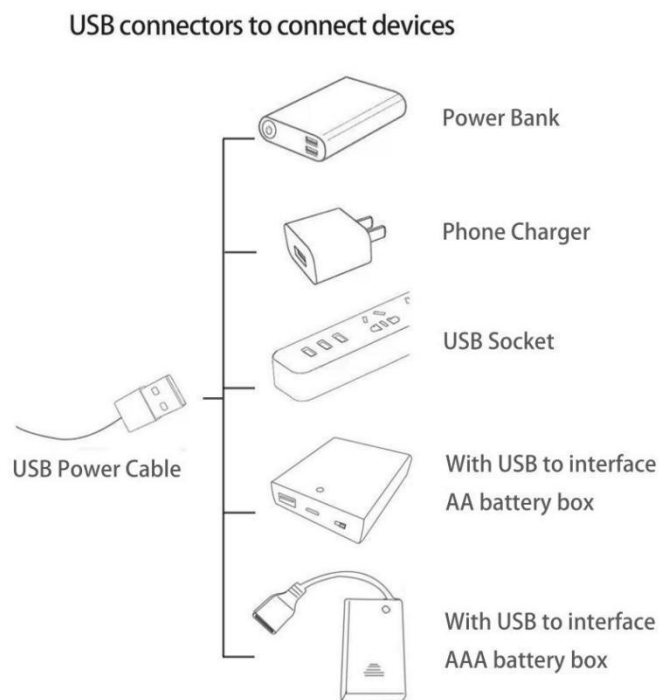 USB connectors to connect devices
Power Bank
Phone Charger
USB Socket
USB Power Cable
With USB to interface
AA battery box
With USB to interface
AAA battery box